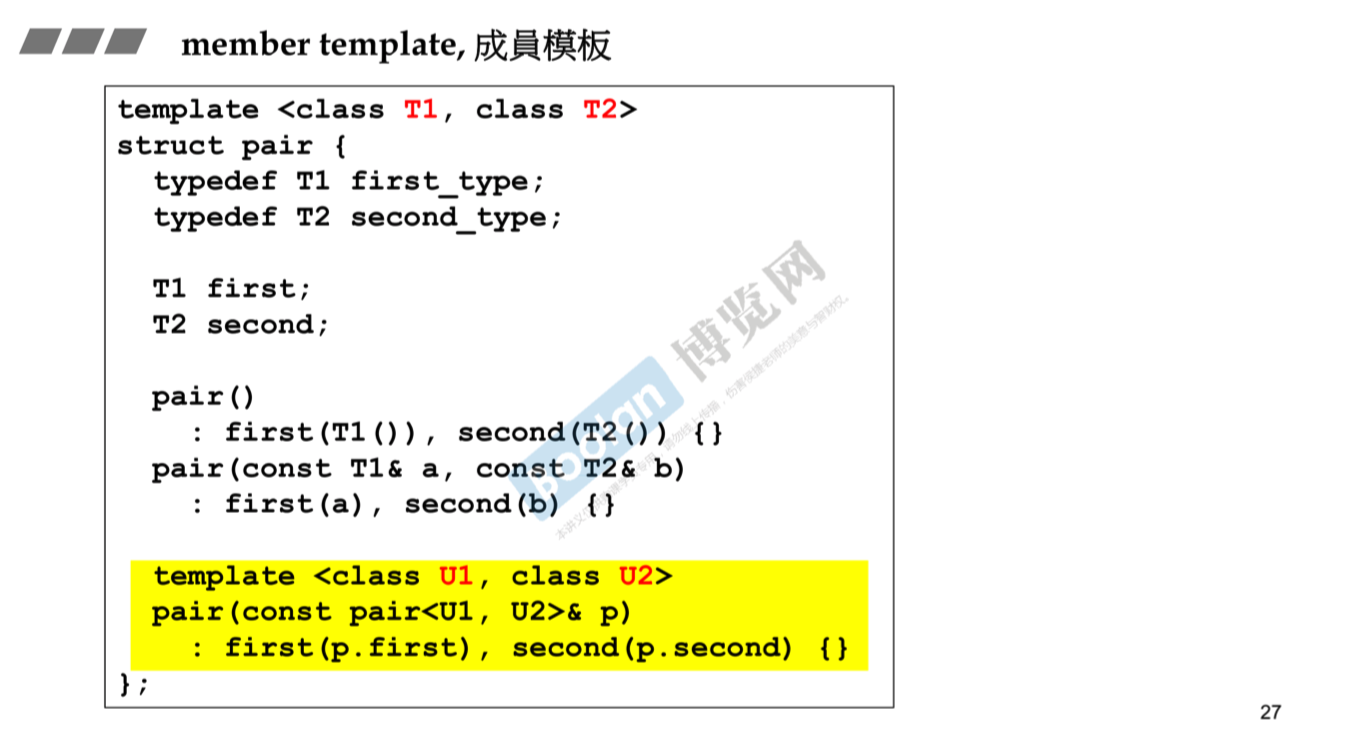 member template, 成員模板
template <class T1, class T2>
struct pair {
typedef T1 first_type;
typedef T2 second_type;
T1 first;
T2 second;
pair()
: first(T1()), second(T2()) {}
pair(const T1& a, const T2& b)
: first(a), second(b) {}
template <class U1, class U2>
pair(const pair<U1, U2>& p)
: first(p.first), second(p.second) {}
};
boolan
博览网
27